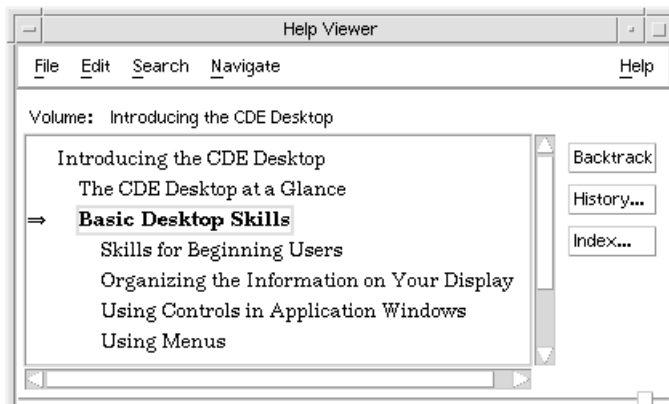 Help Viewer
File Edit Search Navigate Help
Volume: Introducing the CDE Desktop
Introducing the CDE Desktop
Backtrack
The CDE Desktop at a Glance
History...
⇒ Basic Desktop Skills
Index...
Skills for Beginning Users
Organizing the Information on Your Display
Using Controls in Application Windows
Using Menus